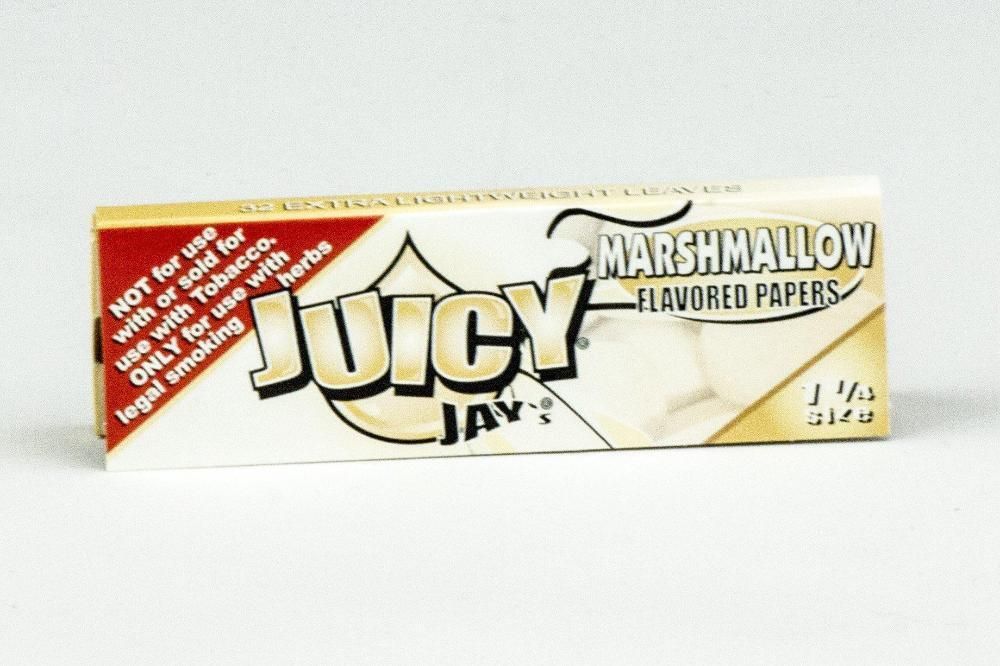 32 EXTRA LIGHTWEIGHT LEAVES
NOT for use
with or sold for
use with Tobacco.
ONLY for use with
legal smoking herbs
JUICY
JAY's®
MARSHMALLOW
FLAVORED PAPERS
1 1/4
size